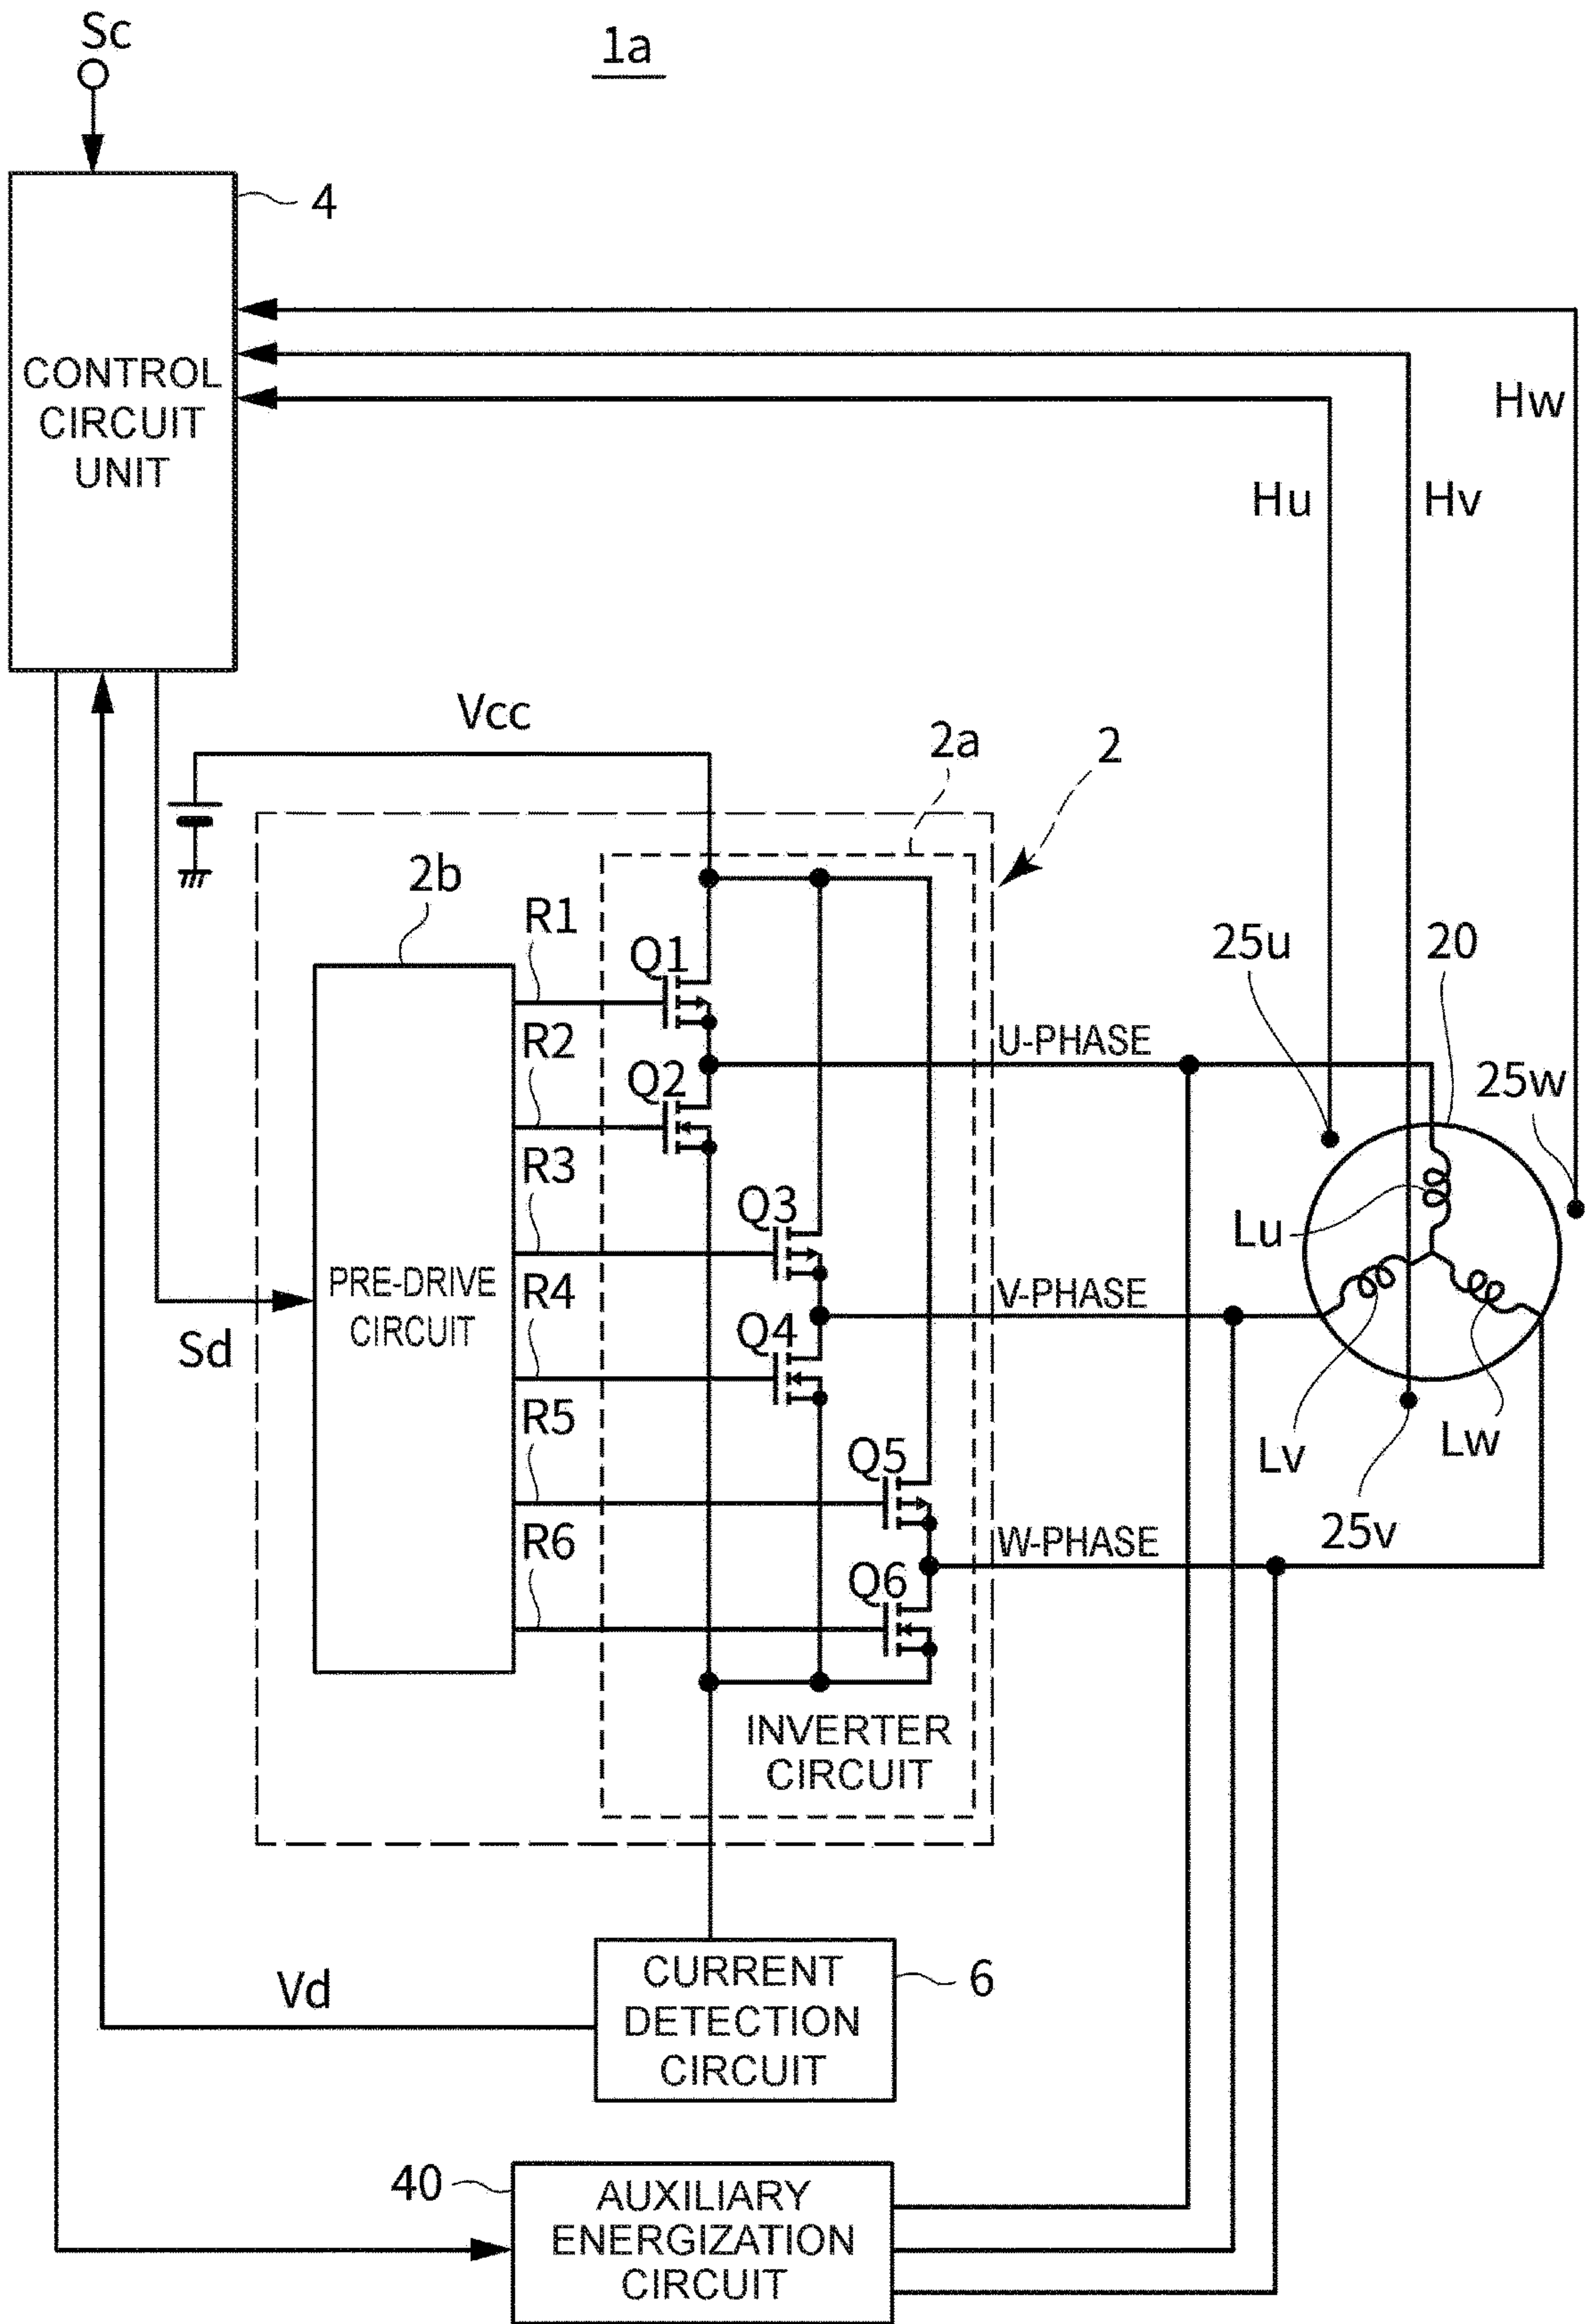 Sc
1a
4
CONTROL
CIRCUIT
UNIT
Hw
Hu
Hv
Vcc
2a
2
2b
R1
Q1
25u
20
R2
U-PHASE
Q2
25w
R3
Q3
Lu
PRE-DRIVE
CIRCUIT
R4
V-PHASE
Sd
Q4
R5
Q5
Lv
Lw
25v
R6
W-PHASE
Q6
INVERTER
CIRCUIT
CURRENT
DETECTION
CIRCUIT
6
Vd
40
AUXILIARY
ENERGIZATION
CIRCUIT